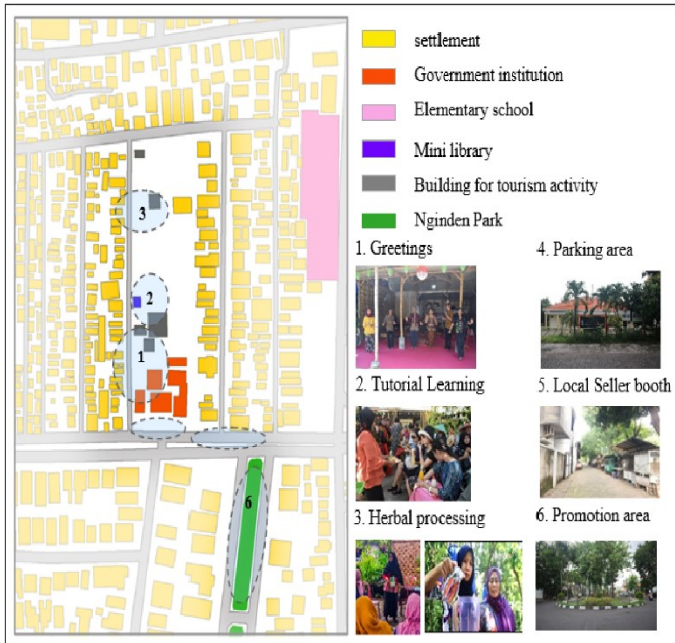 settlement
Government institution
Elementary school
Mini library
Building for tourism activity
Nginden Park
1. Greetings
4. Parking area
2. Tutorial Learning
5. Local Seller booth
3. Herbal processing
6. Promotion area
3
2
1
6